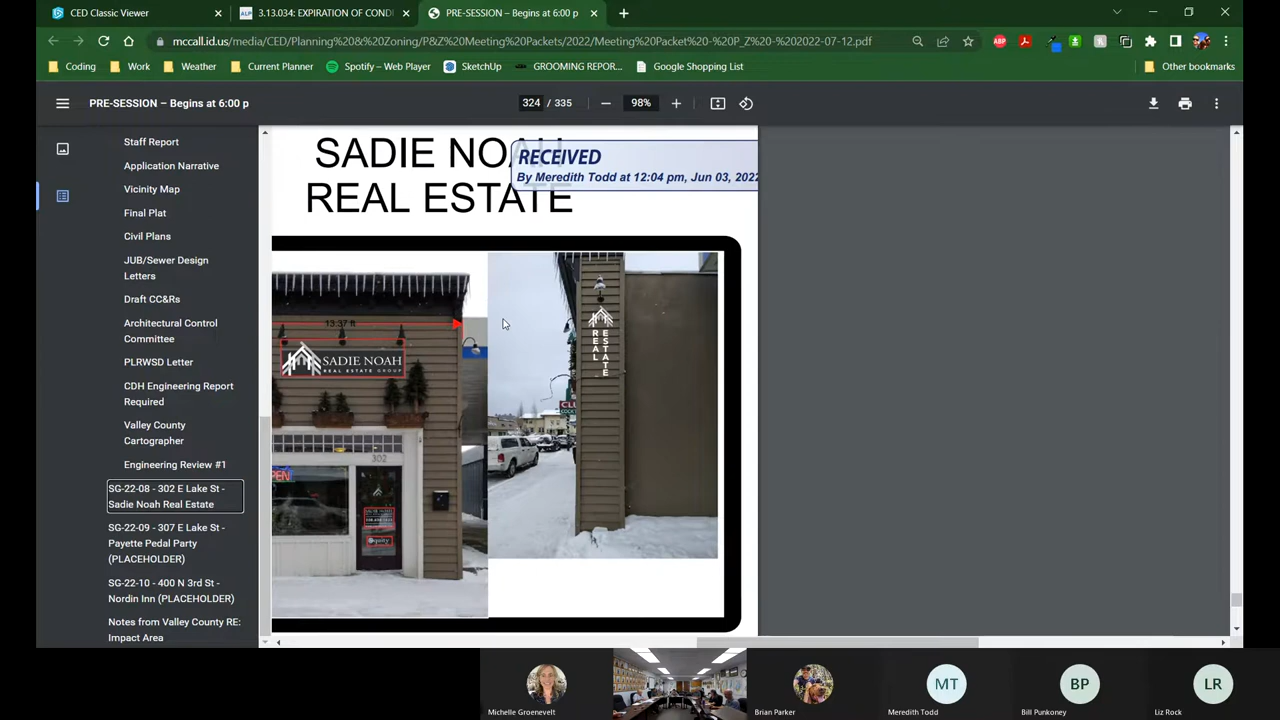 CED Classic Viewer
3.13.034: EXPIRATION OF COND
PRE-SESSION – Begins at 6:00 p
mccall.id.us/media/CED/Planning%20&%20Zoning/P&Z%20Meeting%20Packets/2022/Meeting%20Packet%20-%20P_Z%20-%202022-07-12.pdf
Coding
Work
Weather
Current Planner
Spotify – Web Player
SketchUp
GROOMING REPOR...
Google Shopping List
Other bookmarks
PRE-SESSION – Begins at 6:00 p
324 / 335
98%
Staff Report
Application Narrative
Vicinity Map
Final Plat
Civil Plans
JUB/Sewer Design
Letters
Draft CC&Rs
Architectural Control
Committee
PLRWSD Letter
CDH Engineering Report
Required
Valley County
Cartographer
Engineering Review #1
SG-22-08 - 302 E Lake St -
Sadie Noah Real Estate
SG-22-09 - 307 E Lake St -
Payette Pedal Party
(PLACEHOLDER)
SG-22-10 - 400 N 3rd St -
Nordin Inn (PLACEHOLDER)
Notes from Valley County RE:
Impact Area
SADIE NOAH
REAL ESTATE
RECEIVED
By Meredith Todd at 12:04 pm, Jun 03, 2022
13.37 ft
SADIE NOAH
REAL ESTATE GROUP
302
REAL
ESTATE
Michelle Groenevelt
Brian Parker
MT
Meredith Todd
BP
Bill Punkoney
LR
Liz Rock